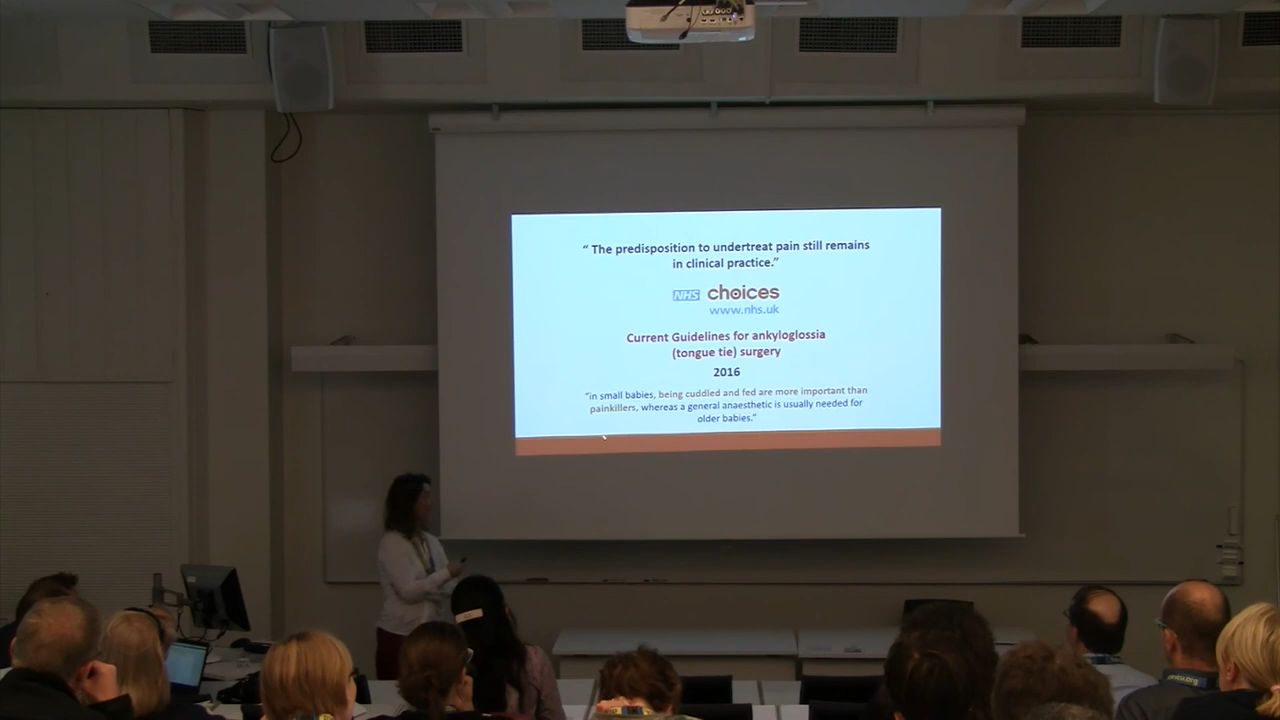 “ The predisposition to undertreat pain still remains
in clinical practice.”
NHS choices
www.nhs.uk
Current Guidelines for ankyloglossia
(tongue tie) surgery
2016
“in small babies, being cuddled and fed are more important than
painkillers, whereas a general anaesthetic is usually needed for
older babies.”